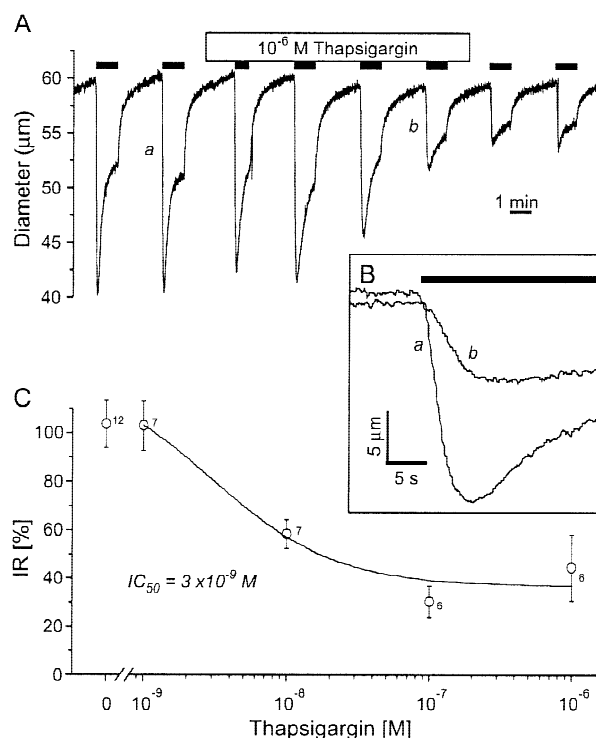 A
10⁻⁶ M Thapsigargin
60
55
50
45
40
Diameter (µm)
a
b
1 min
B
a
b
5 µm
5 s
C
100
80
60
40
20
0
IR [%]
12
7
7
6
6
IC₅₀ = 3 x10⁻⁹ M
0
10⁻⁹
10⁻⁸
10⁻⁷
10⁻⁶
Thapsigargin [M]